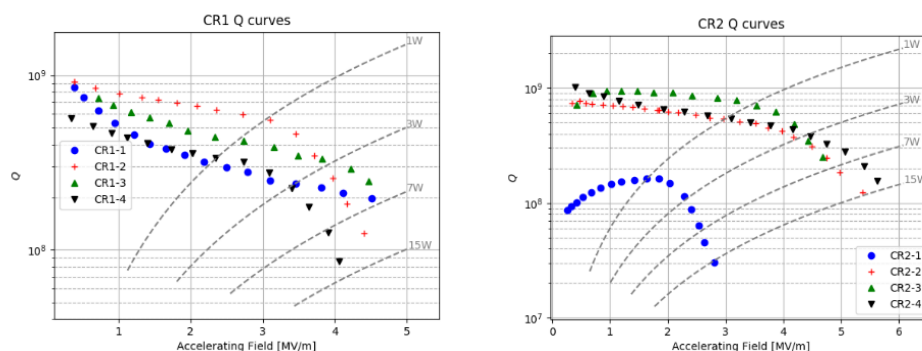 CR1 Q curves
10⁹
10⁸
Q
1W
3W
7W
15W
CR1-1
CR1-2
CR1-3
CR1-4
1
2
3
4
5
Accelerating Field [MV/m]
CR2 Q curves
10⁹
10⁸
10⁷
Q
1W
3W
7W
15W
CR2-1
CR2-2
CR2-3
CR2-4
0
1
2
3
4
5
6
Accelerating Field [MV/m]